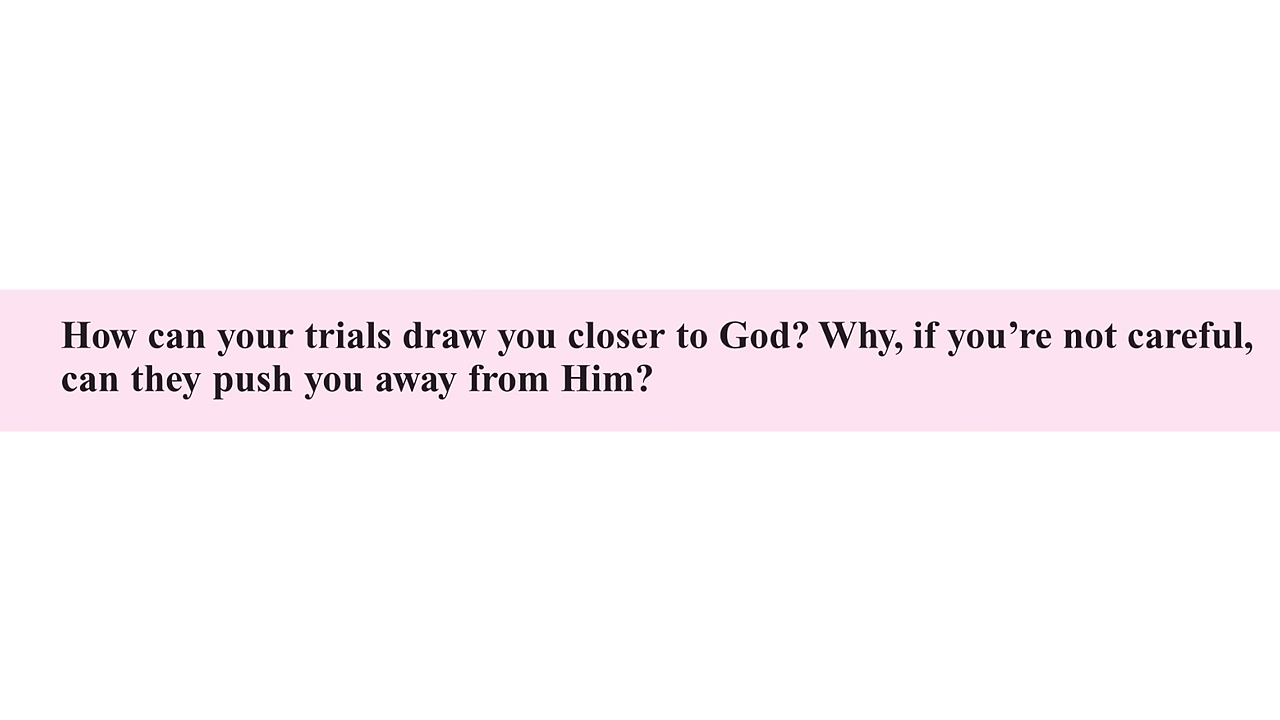 How can your trials draw you closer to God? Why, if you’re not careful,
can they push you away from Him?